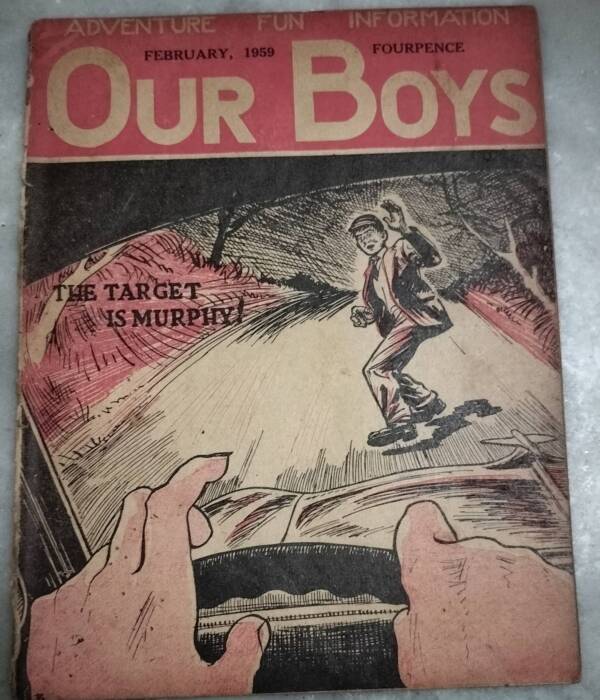 ADVENTURE FUN INFORMATION
FEBRUARY, 1959 FOURPENCE
OUR BOYS
THE TARGET
IS MURPHY!